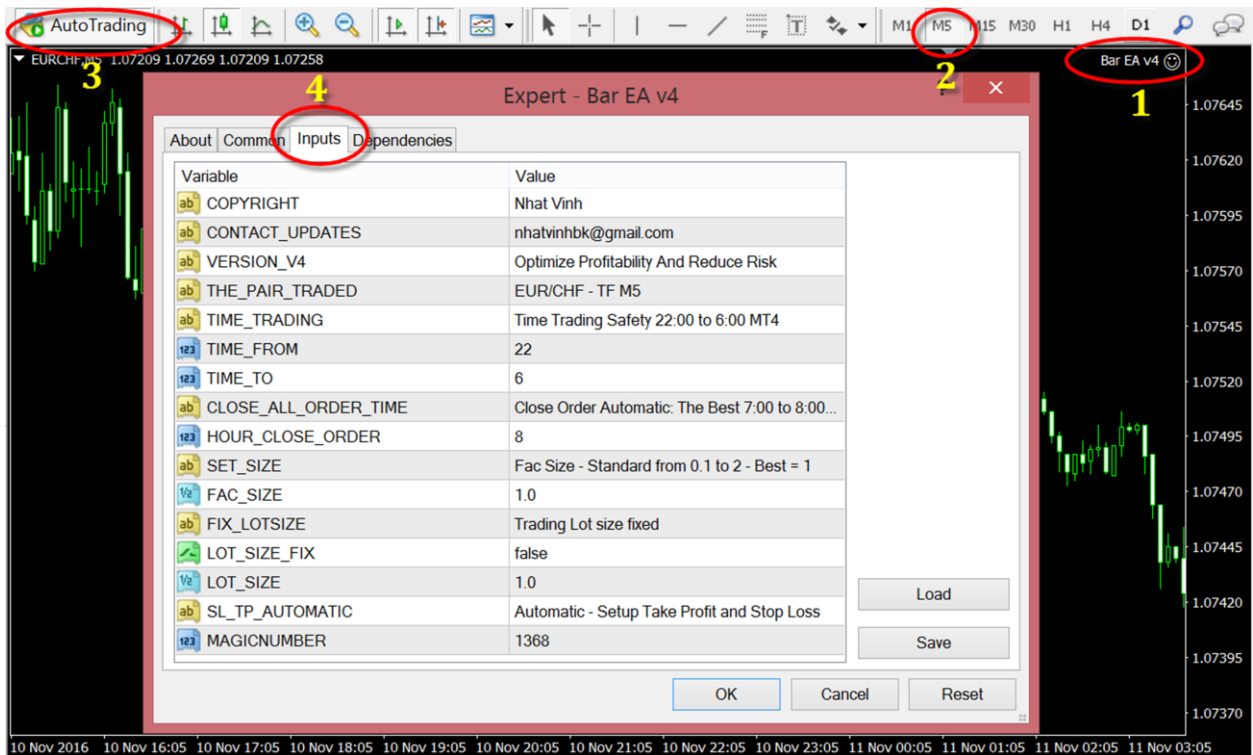 AutoTrading M1 M5 M15 M30 H1 H4 D1
EURCHF,M5 1.07209 1.07269 1.07209 1.07258
Bar EA v4
3
4
2
1
Expert - Bar EA v4 ? ×
About Common Inputs Dependencies
Variable Value
COPYRIGHT Nhat Vinh
CONTACT_UPDATES nhatvinhbk@gmail.com
VERSION_V4 Optimize Profitability And Reduce Risk
THE_PAIR_TRADED EUR/CHF - TF M5
TIME_TRADING Time Trading Safety 22:00 to 6:00 MT4
TIME_FROM 22
TIME_TO 6
CLOSE_ALL_ORDER_TIME Close Order Automatic: The Best 7:00 to 8:00...
HOUR_CLOSE_ORDER 8
SET_SIZE Fac Size - Standard from 0.1 to 2 - Best = 1
FAC_SIZE 1.0
FIX_LOTSIZE Trading Lot size fixed
LOT_SIZE_FIX false
LOT_SIZE 1.0
SL_TP_AUTOMATIC Automatic - Setup Take Profit and Stop Loss
MAGICNUMBER 1368
Load
Save
OK Cancel Reset
1.07645
1.07620
1.07595
1.07570
1.07545
1.07520
1.07495
1.07470
1.07445
1.07420
1.07395
1.07370
10 Nov 2016 10 Nov 16:05 10 Nov 17:05 10 Nov 18:05 10 Nov 19:05 10 Nov 20:05 10 Nov 21:05 10 Nov 22:05 10 Nov 23:05 11 Nov 00:05 11 Nov 01:05 11 Nov 02:05 11 Nov 03:05